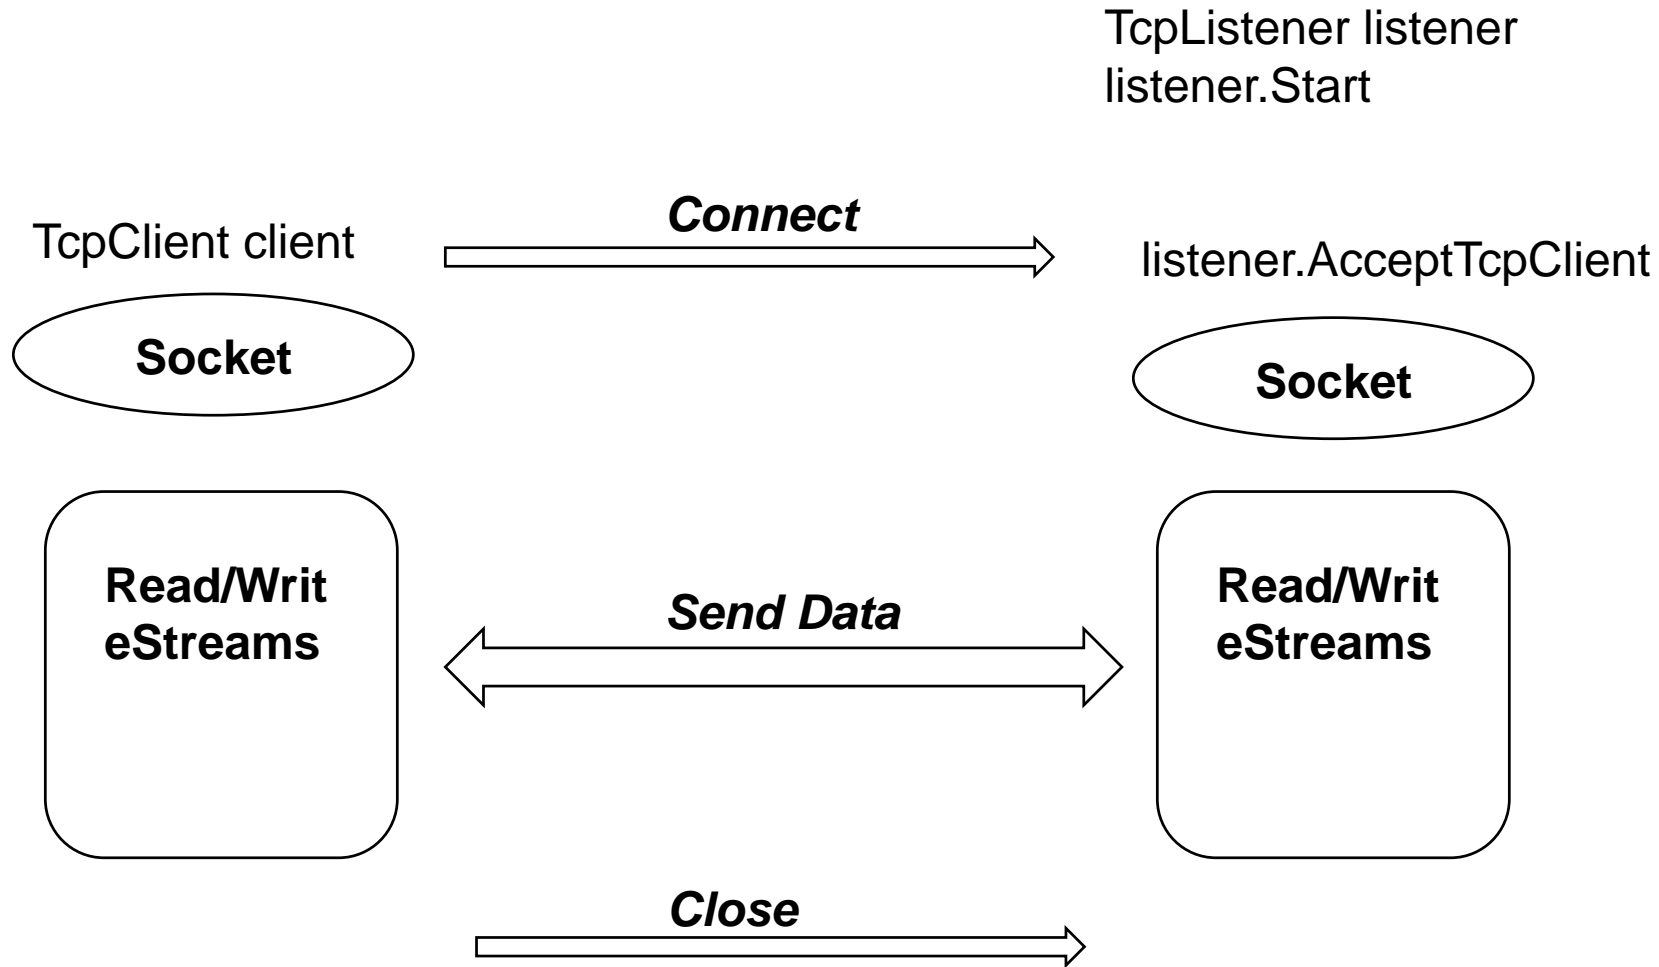 TcpListener listener
listener.Start
Connect
TcpClient client
listener.AcceptTcpClient
Socket
Socket
Read/Writ
eStreams
Send Data
Read/Writ
eStreams
Close